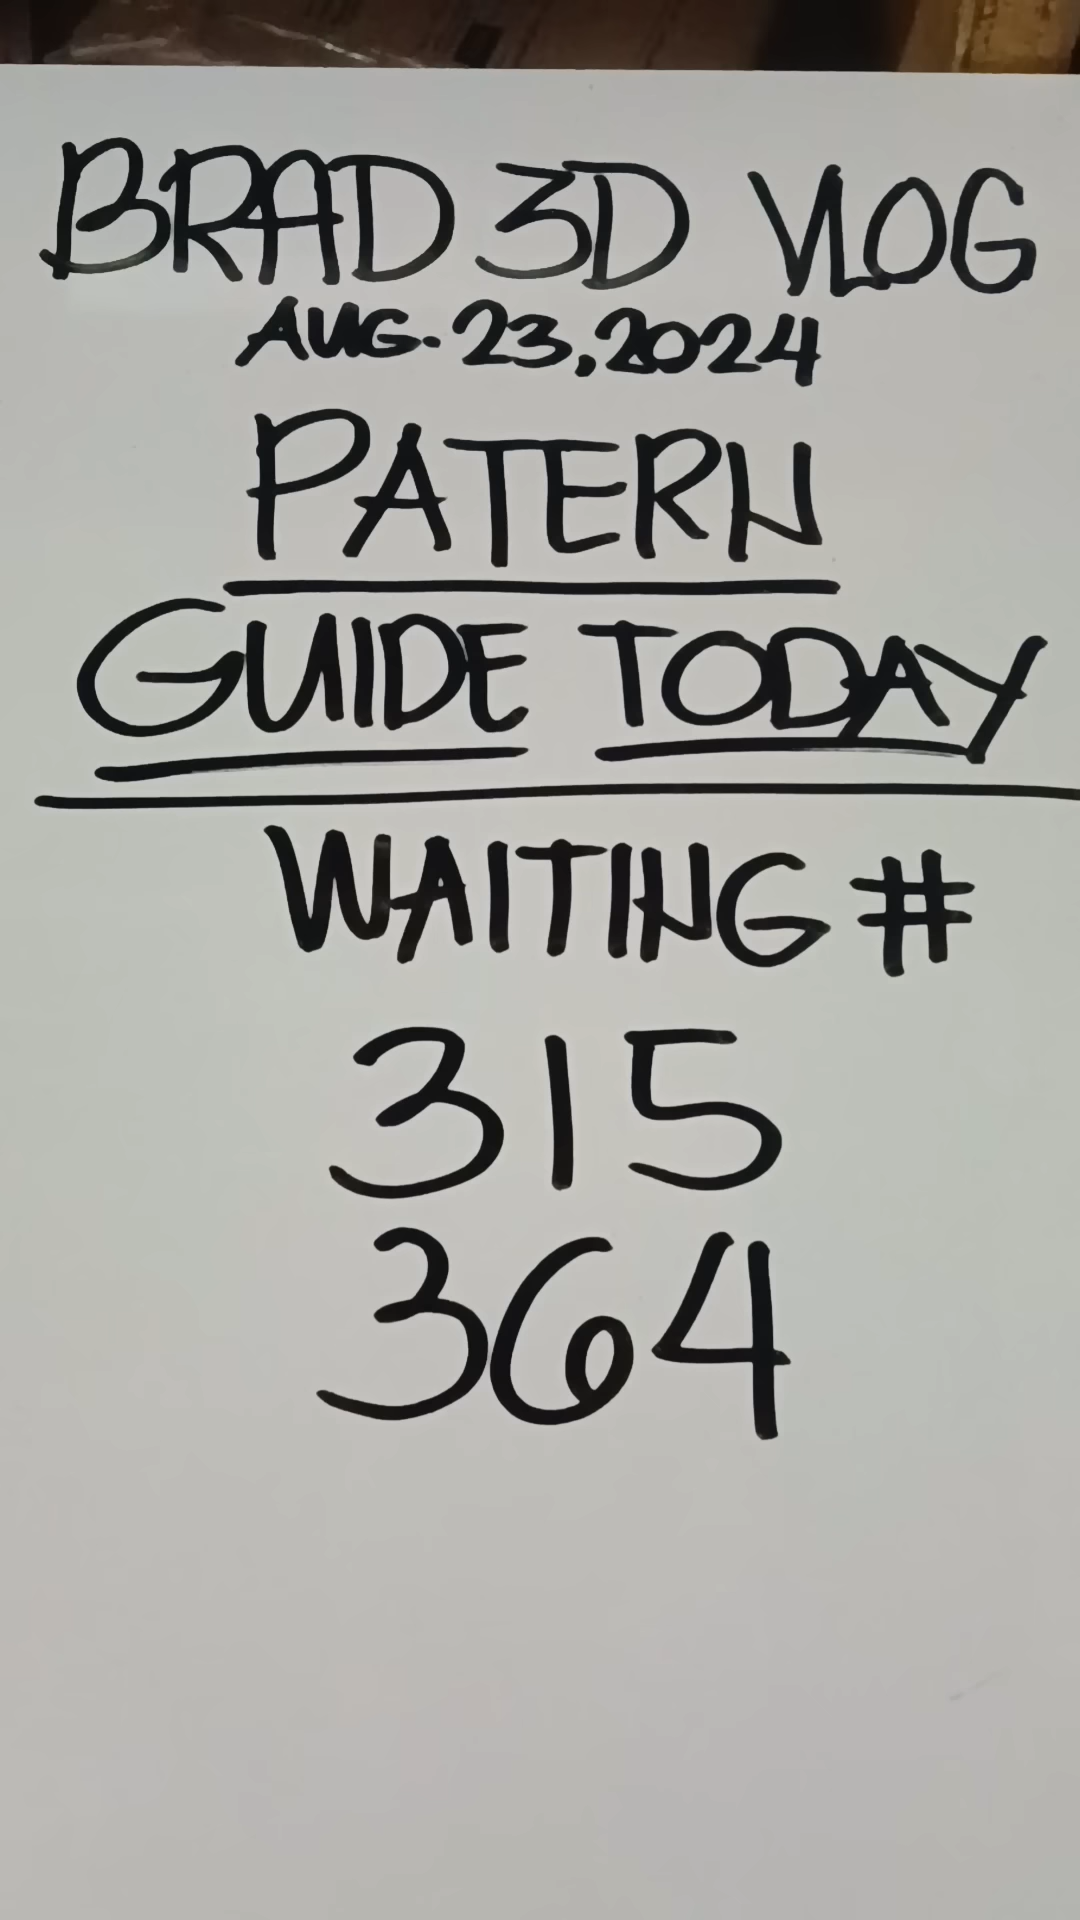 BRAD 3D VLOG
AUG. 23, 2024
PATERN
GUIDE TODAY
WAITING #
315
364